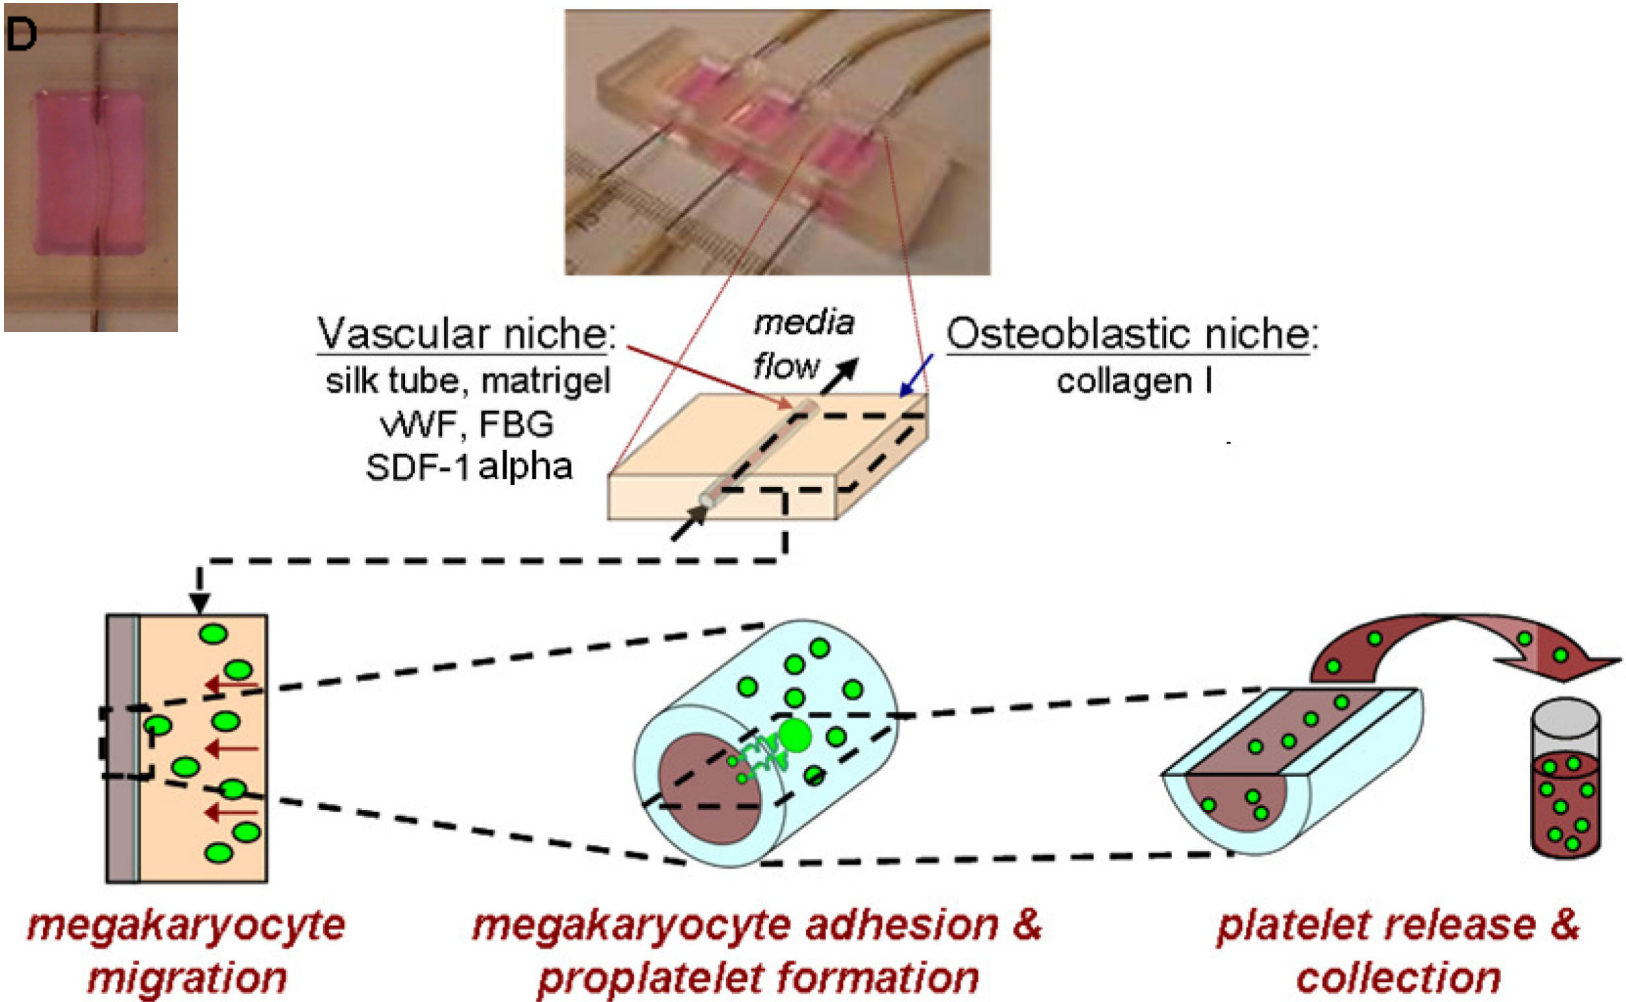 D
Vascular niche:
silk tube, matrigel
vWF, FBG
SDF-1 alpha
media
flow
Osteoblastic niche:
collagen I
megakaryocyte
migration
megakaryocyte adhesion &
proplatelet formation
platelet release &
collection